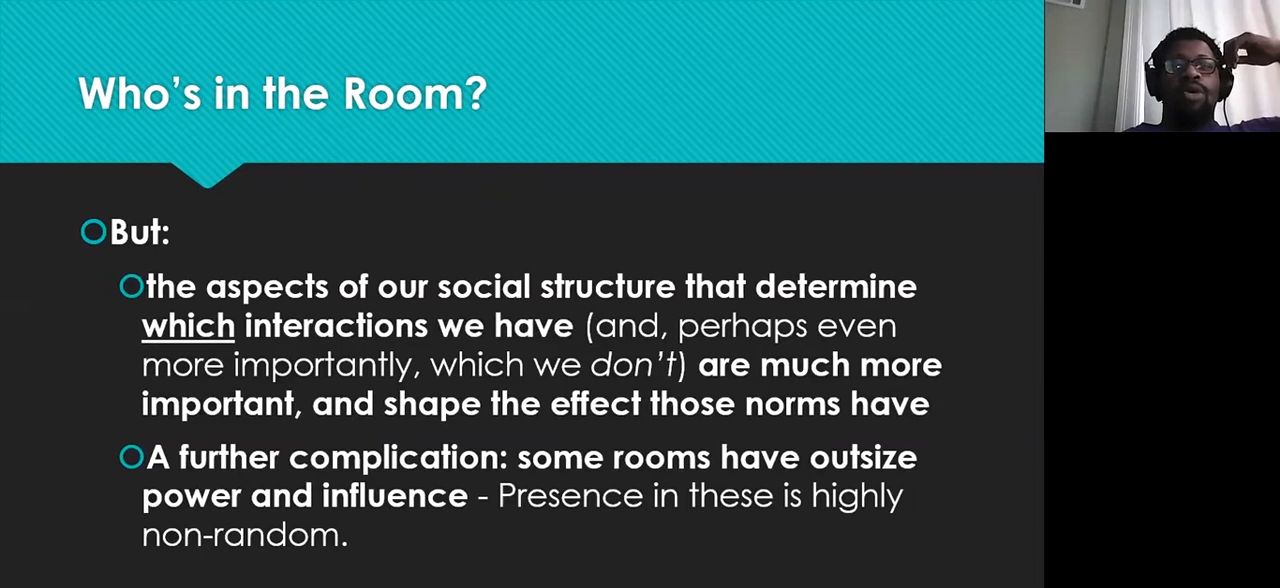 Who's in the Room?
But:
the aspects of our social structure that determine
which interactions we have (and, perhaps even
more importantly, which we don't) are much more
important, and shape the effect those norms have
A further complication: some rooms have outsize
power and influence - Presence in these is highly
non-random.